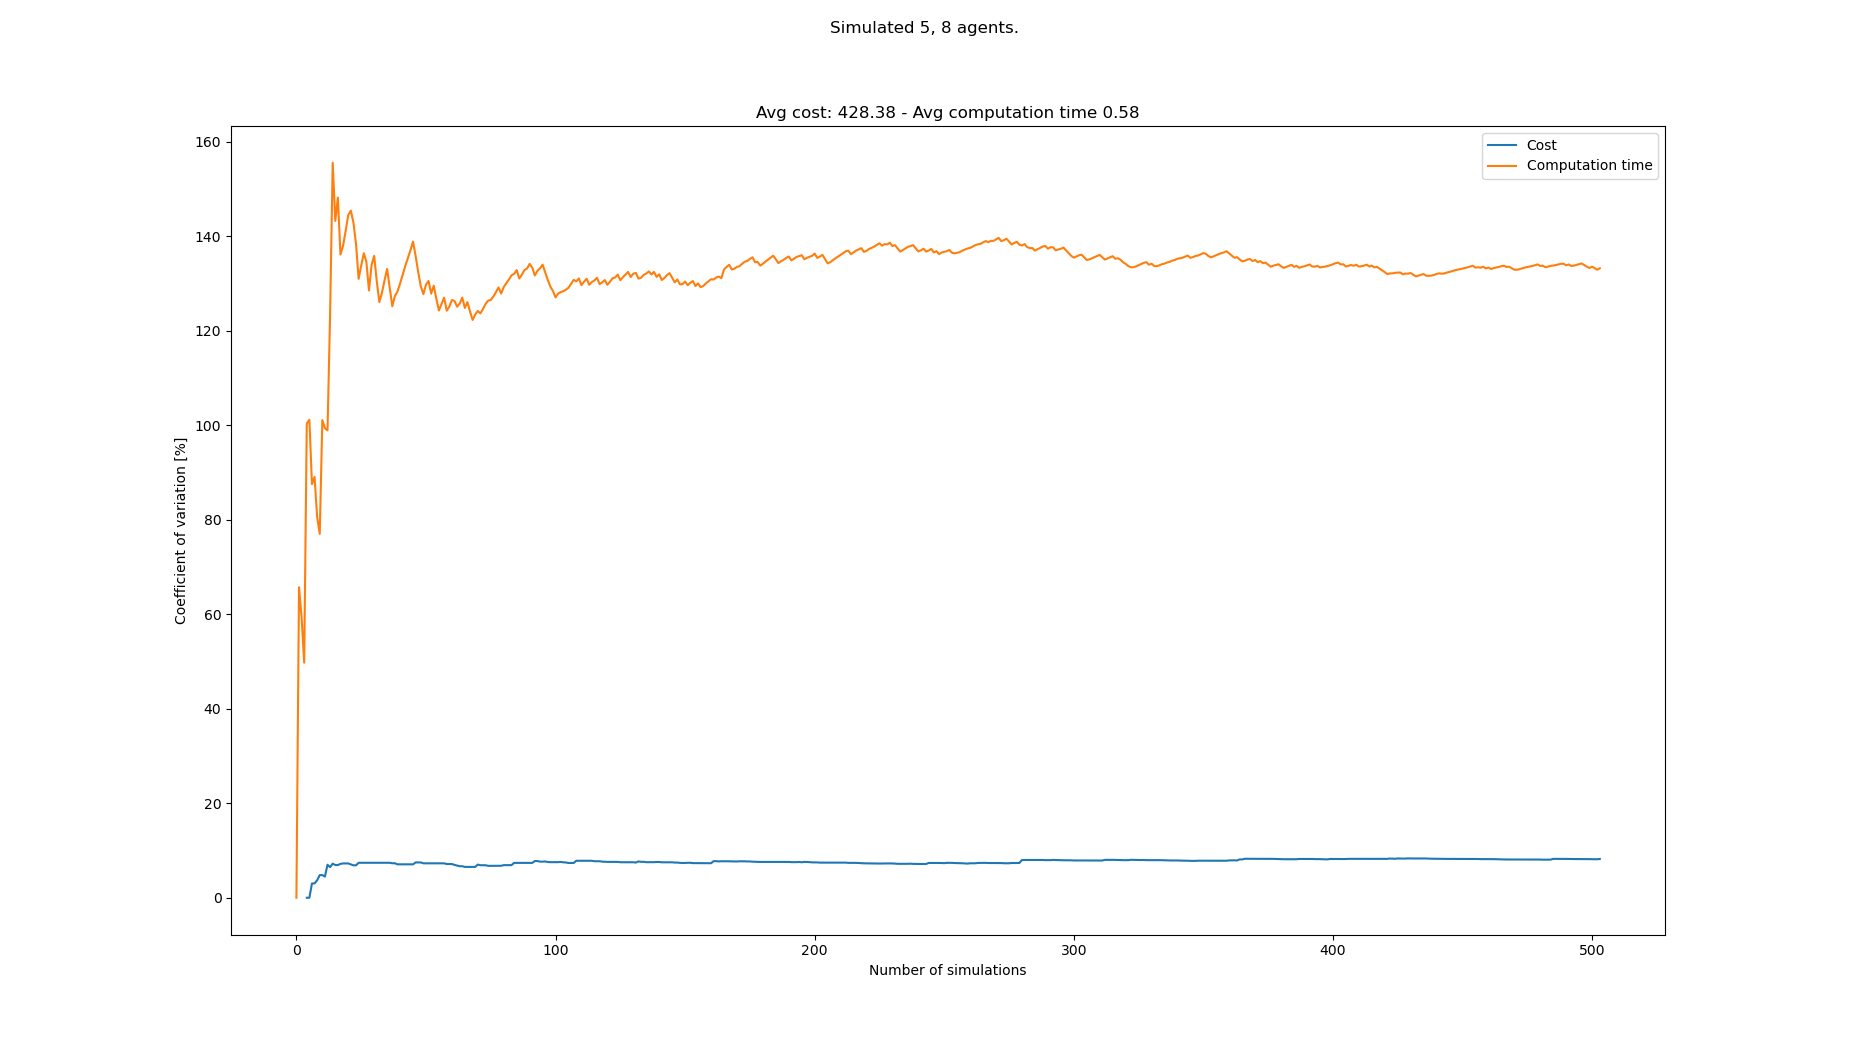 Simulated 5, 8 agents.
Avg cost: 428.38 - Avg computation time 0.58
Cost
Computation time
160
140
120
100
80
60
40
20
0
Coefficient of variation [%]
0 100 200 300 400 500
Number of simulations